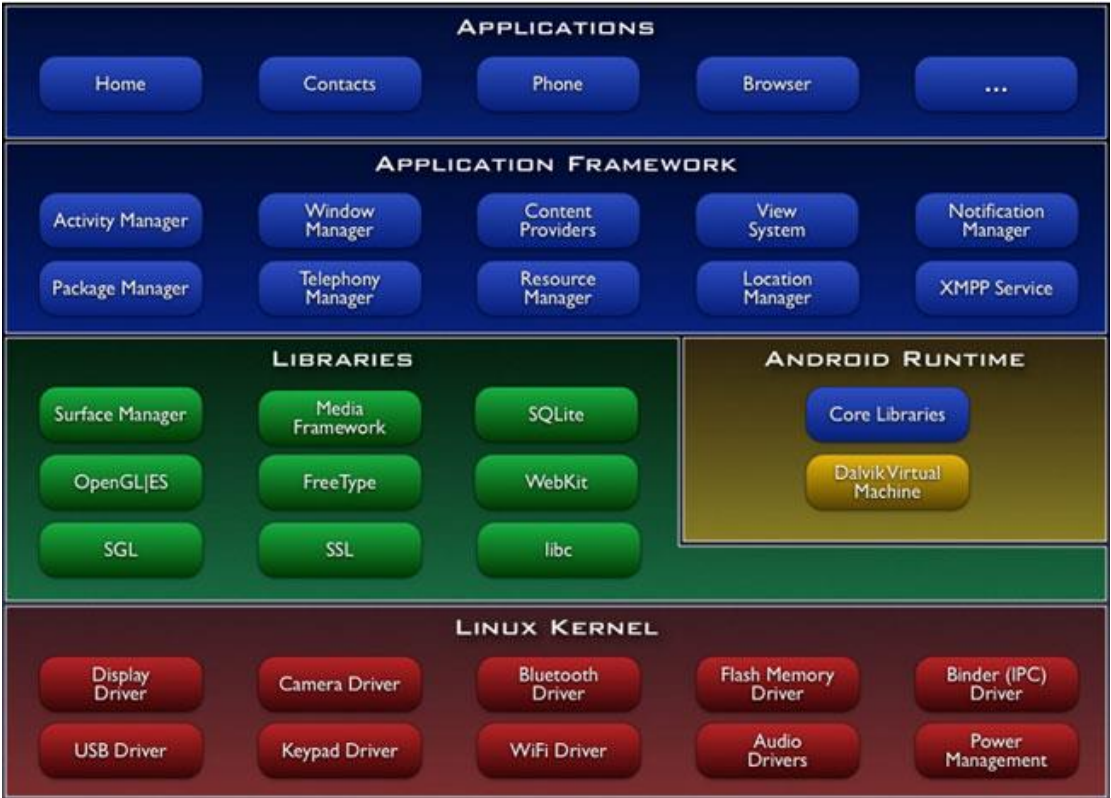 APPLICATIONS
Home
Contacts
Phone
Browser
...
APPLICATION FRAMEWORK
Activity Manager
Window
Manager
Content
Providers
View
System
Notification
Manager
Package Manager
Telephony
Manager
Resource
Manager
Location
Manager
XMPP Service
LIBRARIES
Surface Manager
Media
Framework
SQLite
OpenGL|ES
FreeType
WebKit
SGL
SSL
libc
ANDROID RUNTIME
Core Libraries
Dalvik Virtual
Machine
LINUX KERNEL
Display
Driver
Camera Driver
Bluetooth
Driver
Flash Memory
Driver
Binder (IPC)
Driver
USB Driver
Keypad Driver
WiFi Driver
Audio
Drivers
Power
Management